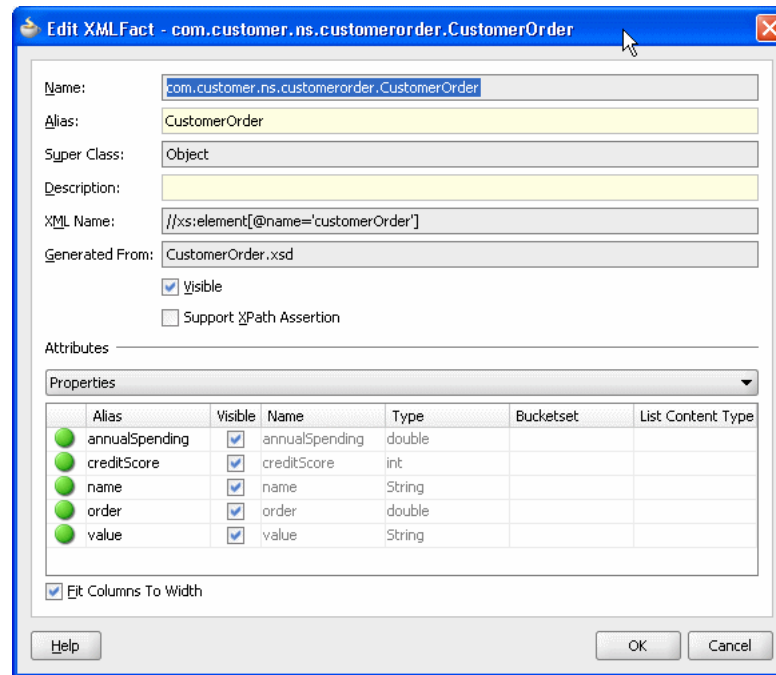 Edit XMLFact - com.customer.ns.customerorder.CustomerOrder
Name: com.customer.ns.customerorder.CustomerOrder
Alias: CustomerOrder
Super Class: Object
Description:
XML Name: //xs:element[@name='customerOrder']
Generated From: CustomerOrder.xsd
Visible
Support XPath Assertion
Attributes
Properties
Alias Visible Name Type Bucketset List Content Type
annualSpending annualSpending double
creditScore creditScore int
name name String
order order double
value value String
Fit Columns To Width
Help OK Cancel